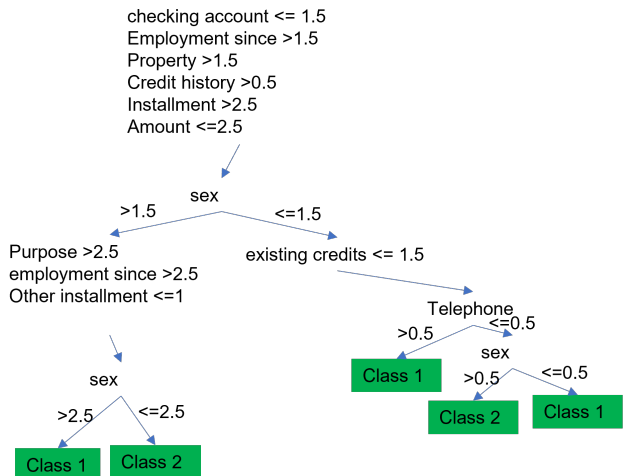 checking account <= 1.5
Employment since >1.5
Property >1.5
Credit history >0.5
Installment >2.5
Amount <=2.5
sex
>1.5
<=1.5
Purpose >2.5
employment since >2.5
Other installment <=1
existing credits <= 1.5
Telephone
>0.5
<=0.5
sex
Class 1
>0.5
<=0.5
Class 2
Class 1
sex
>2.5
<=2.5
Class 1
Class 2